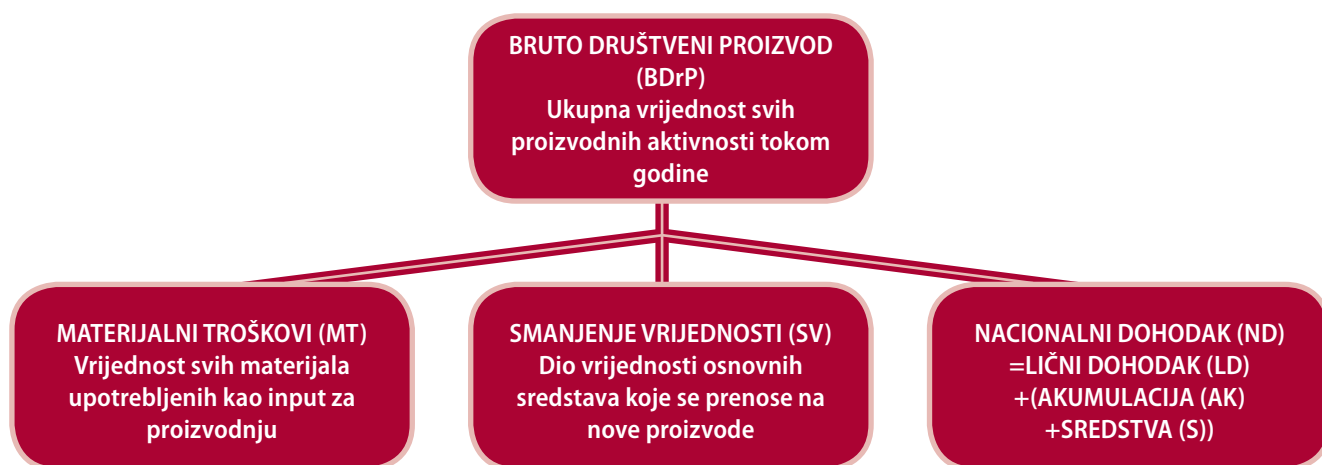 BRUTO DRUŠTVENI PROIZVOD
(BDrP)
Ukupna vrijednost svih
proizvodnih aktivnosti tokom
godine
MATERIJALNI TROŠKOVI (MT)
Vrijednost svih materijala
upotrebljenih kao input za
proizvodnju
SMANJENJE VRIJEDNOSTI (SV)
Dio vrijednosti osnovnih
sredstava koje se prenose na
nove proizvode
NACIONALNI DOHODAK (ND)
=LIČNI DOHODAK (LD)
+(AKUMULACIJA (AK)
+SREDSTVA (S))